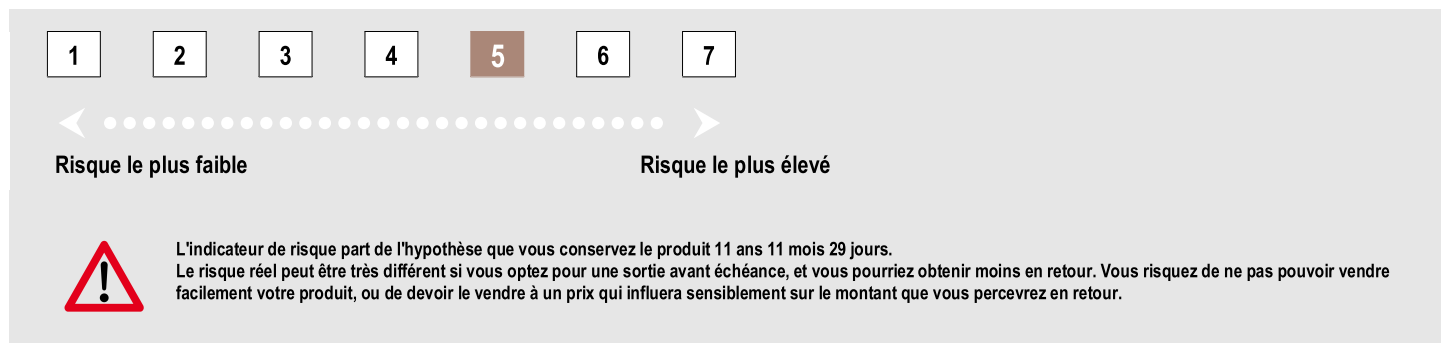 1 2 3 4 5 6 7
Risque le plus faible Risque le plus élevé
L'indicateur de risque part de l'hypothèse que vous conservez le produit 11 ans 11 mois 29 jours.
Le risque réel peut être très différent si vous optez pour une sortie avant échéance, et vous pourriez obtenir moins en retour. Vous risquez de ne pas pouvoir vendre
facilement votre produit, ou de devoir le vendre à un prix qui influera sensiblement sur le montant que vous percevrez en retour.